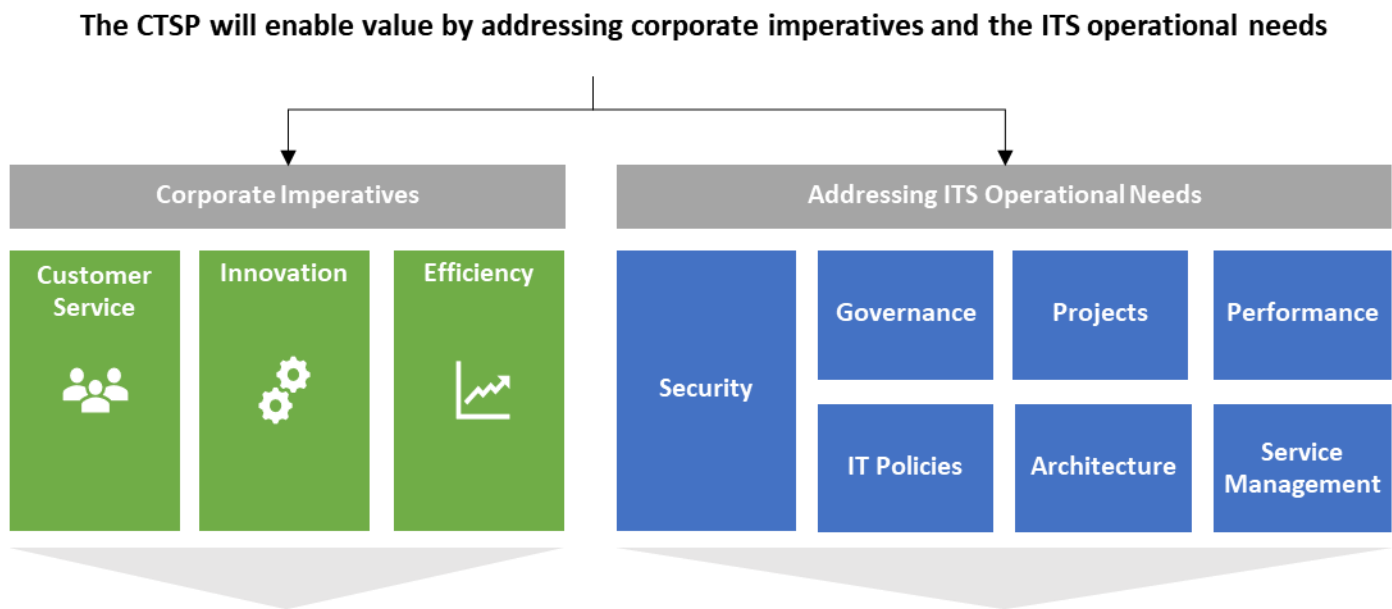 The CTSP will enable value by addressing corporate imperatives and the ITS operational needs
Corporate Imperatives
Customer
Service
Innovation
Efficiency
Addressing ITS Operational Needs
Security
Governance
Projects
Performance
IT Policies
Architecture
Service
Management